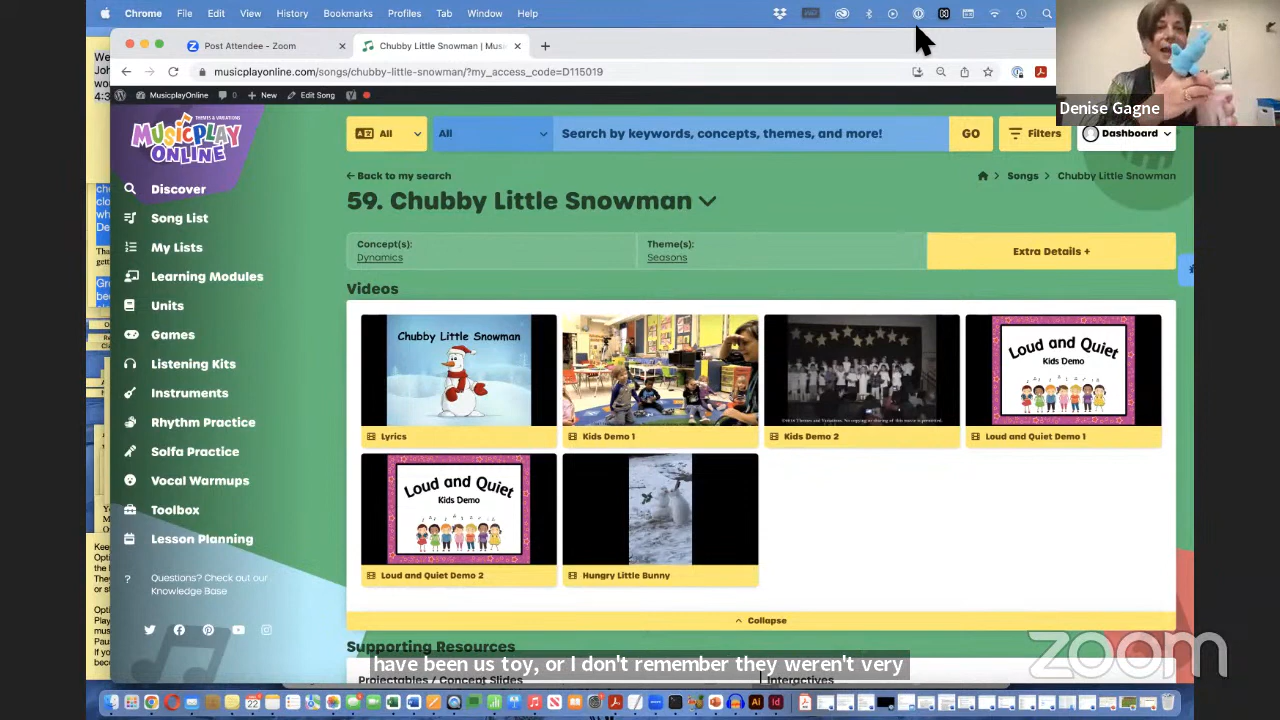 Chrome File Edit View History Bookmarks Profiles Tab Window Help
Post Attendee - Zoom
Chubby Little Snowman | Mus
musicplayonline.com/songs/chubby-little-snowman/?my_access_code=D115019
Denise Gagne
MusicplayOnline 0 New Edit Song
THEMES & VARIATIONS
MUSICPLAY
ONLINE
All
All
Search by keywords, concepts, themes, and more!
GO
Filters
Dashboard
Back to my search
Songs > Chubby Little Snowman
59. Chubby Little Snowman
Concept(s):
Dynamics
Theme(s):
Seasons
Extra Details +
Discover
Song List
My Lists
Learning Modules
Units
Games
Listening Kits
Instruments
Rhythm Practice
Solfa Practice
Vocal Warmups
Toolbox
Lesson Planning
? Questions? Check out our
Knowledge Base
Videos
Chubby Little Snowman
Lyrics
Kids Demo 1
Kids Demo 2
Loud and Quiet
Kids Demo
Loud and Quiet Demo 1
Loud and Quiet
Kids Demo
Loud and Quiet Demo 2
Hungry Little Bunny
Collapse
Supporting Resources
have been us toy, or I don't remember they weren't very
Projectables / Concept Slides
Interactives
zoom